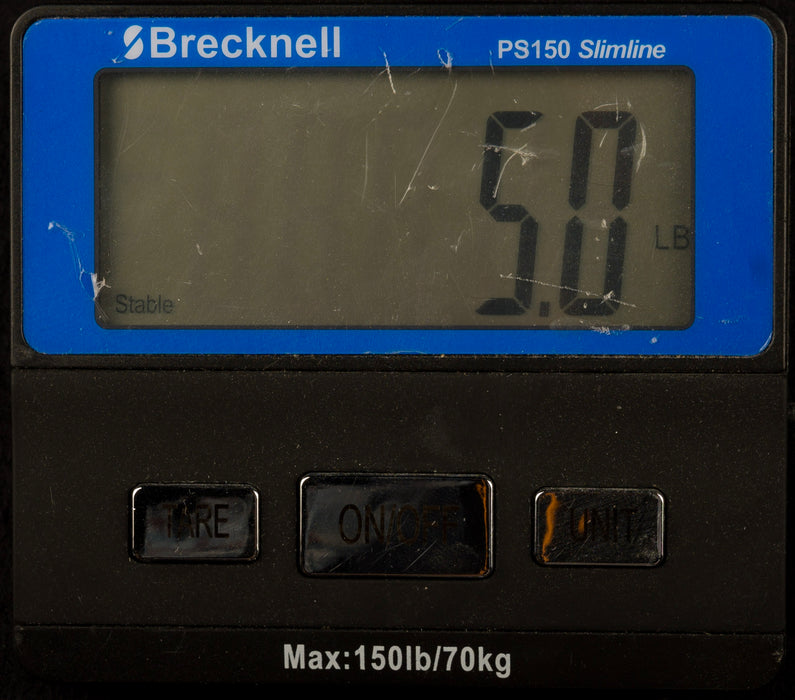 Brecknell PS150 Slimline
5.0 LB
Stable
TARE ON/OFF UNIT
Max:150lb/70kg